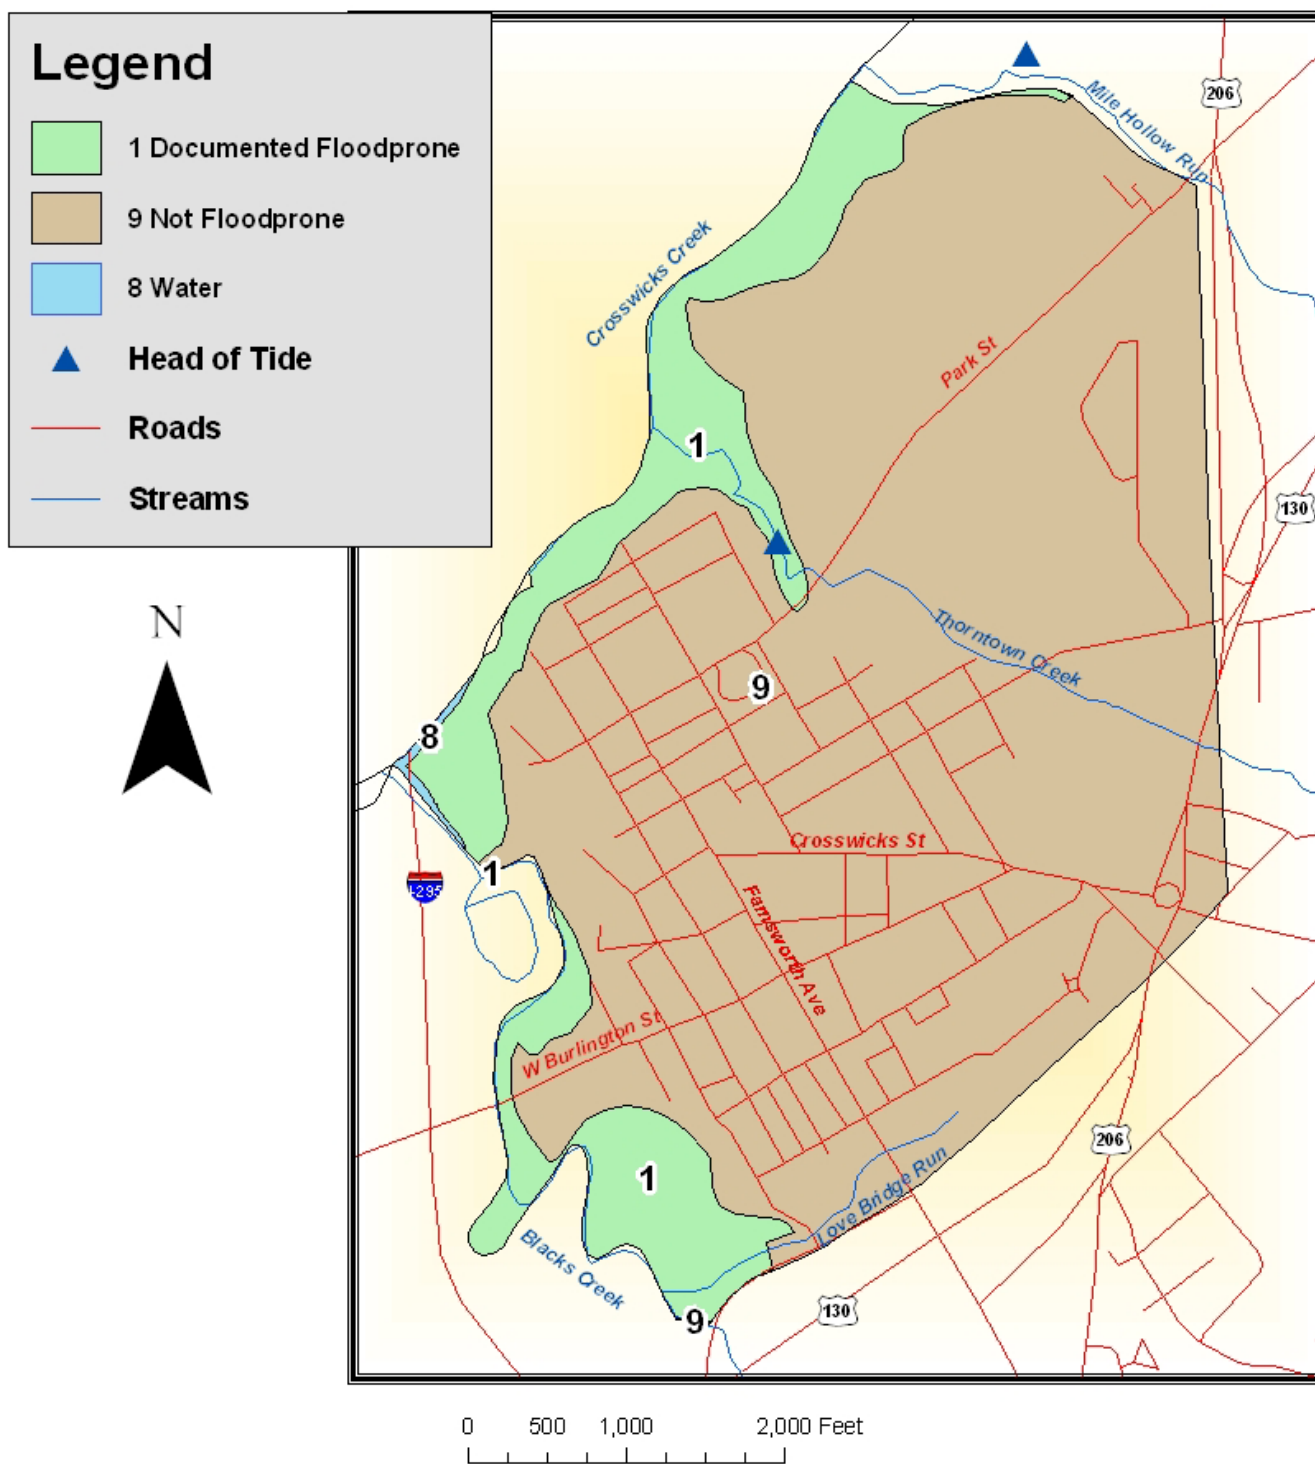 Legend
1 Documented Floodprone
9 Not Floodprone
8 Water
Head of Tide
Roads
Streams
N
Mile Hollow Run
206
Crosswicks Creek
Park St
130
1
Thorntown Creek
9
8
Crosswicks St
1
I-295
Farnsworth Ave
W Burlington St
206
1
Love Bridge Run
Blacks Creek
9
130
0 500 1,000 2,000 Feet